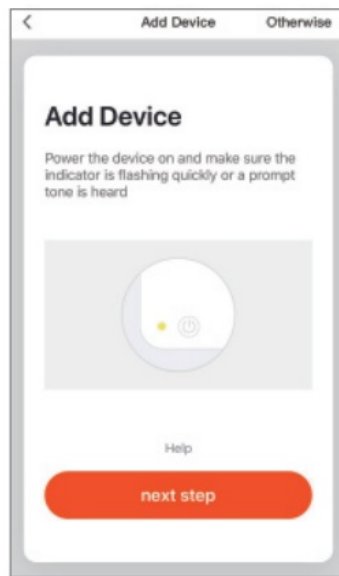 Add Device Otherwise
Add Device
Power the device on and make sure the
indicator is flashing quickly or a prompt
tone is heard
Help
next step